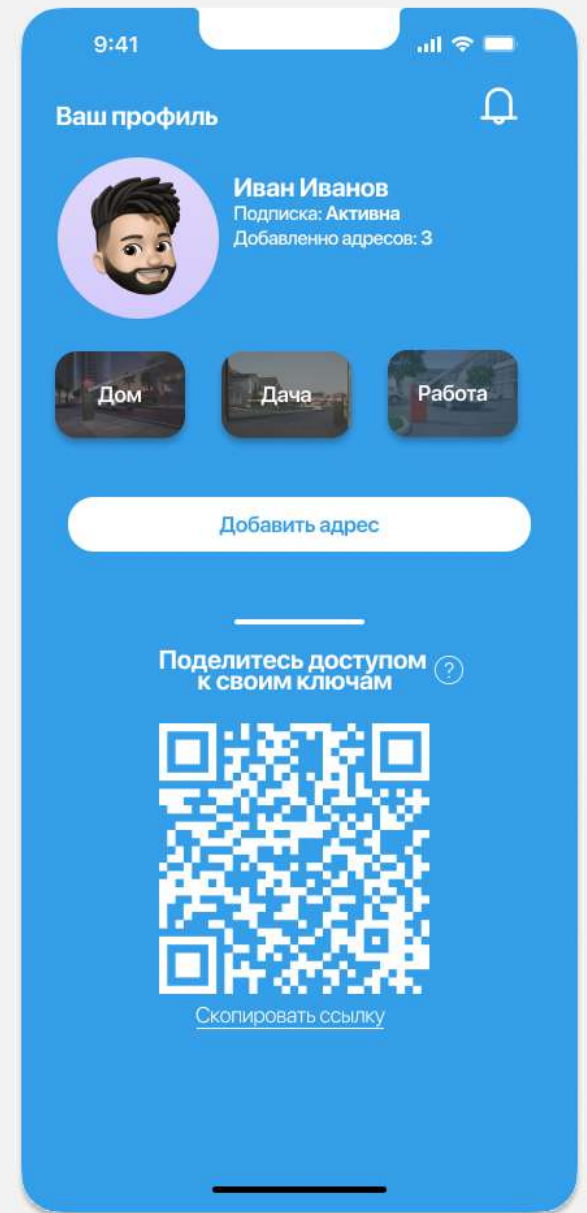 9:41
Ваш профиль
Иван Иванов
Подписка: Активна
Добавленно адресов: 3
Дом
Дача
Работа
Добавить адрес
Поделитесь доступом
к своим ключам
?
Скопировать ссылку